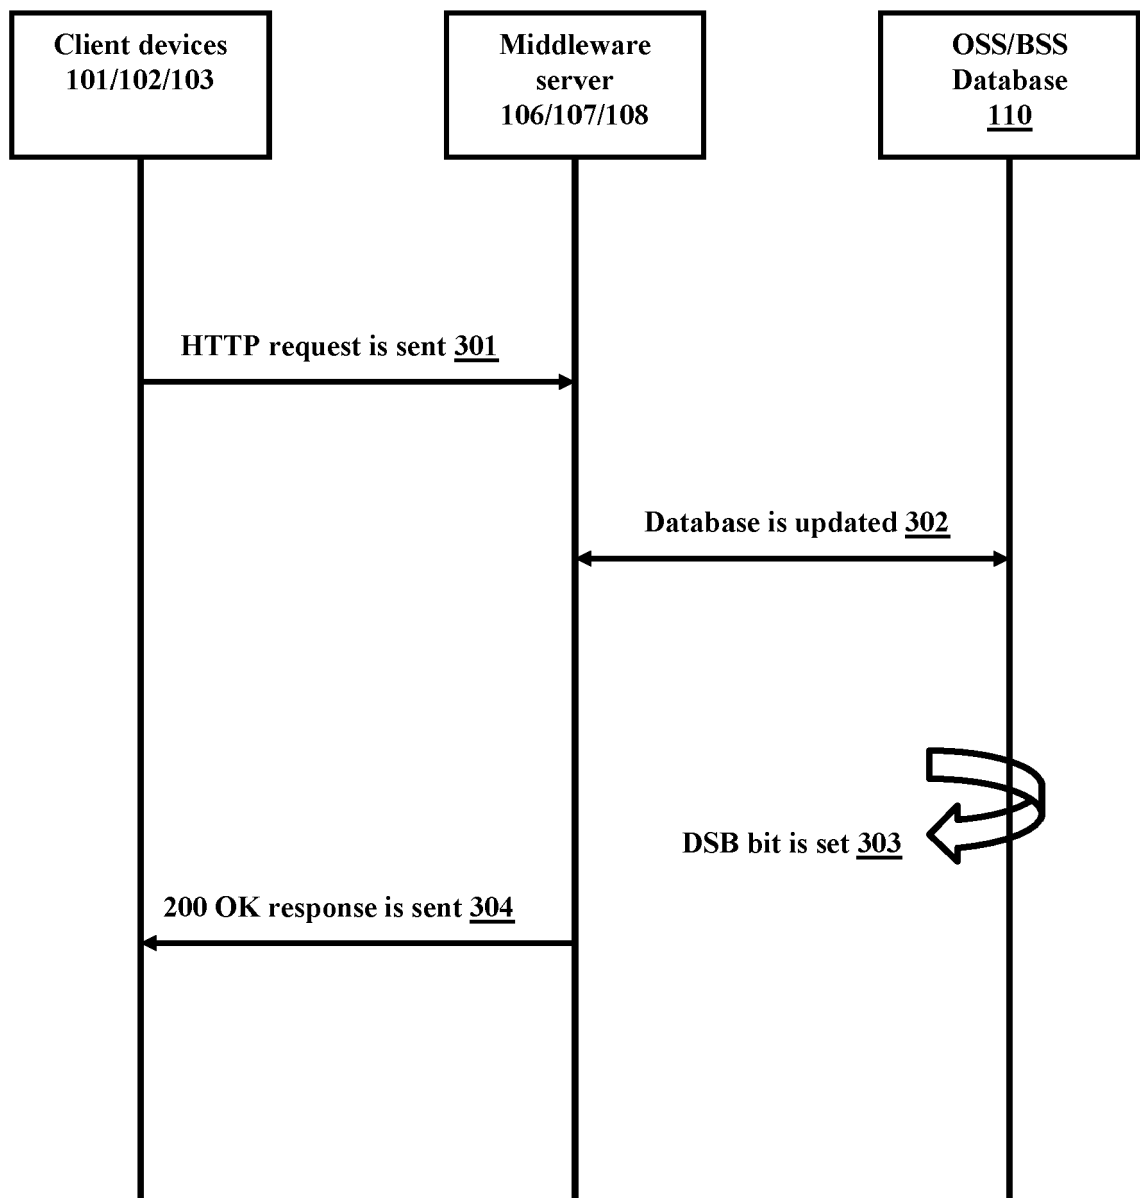 Client devices
101/102/103
Middleware
server
106/107/108
OSS/BSS
Database
110
HTTP request is sent 301
Database is updated 302
DSB bit is set 303
200 OK response is sent 304